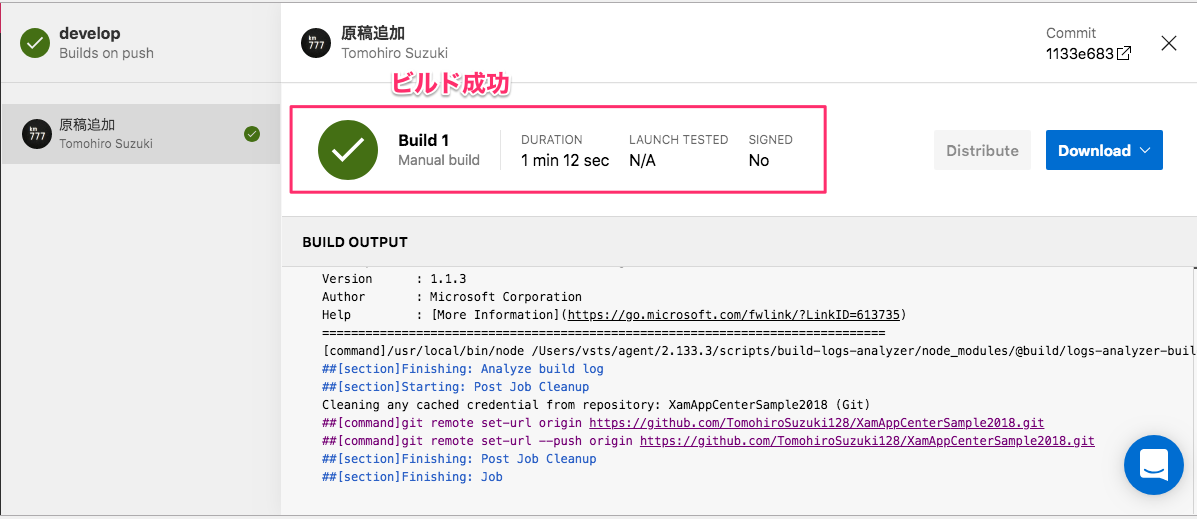 develop
Builds on push
km
777
原稿追加
Tomohiro Suzuki
km
777
原稿追加
Tomohiro Suzuki
Commit
1133e683
ビルド成功
Build 1
Manual build
DURATION
1 min 12 sec
LAUNCH TESTED
N/A
SIGNED
No
Distribute
Download
BUILD OUTPUT
Version : 1.1.3
Author : Microsoft Corporation
Help : [More Information](https://go.microsoft.com/fwlink/?LinkID=613735)
==============================================================================
[command]/usr/local/bin/node /Users/vsts/agent/2.133.3/scripts/build-logs-analyzer/node_modules/@build/logs-analyzer-buil
##[section]Finishing: Analyze build log
##[section]Starting: Post Job Cleanup
Cleaning any cached credential from repository: XamAppCenterSample2018 (Git)
##[command]git remote set-url origin https://github.com/TomohiroSuzuki128/XamAppCenterSample2018.git
##[command]git remote set-url --push origin https://github.com/TomohiroSuzuki128/XamAppCenterSample2018.git
##[section]Finishing: Post Job Cleanup
##[section]Finishing: Job